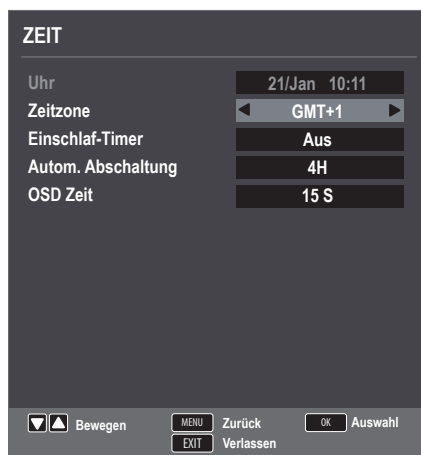 ZEIT
Uhr 21/Jan 10:11
Zeitzone GMT+1
Einschlaf-Timer Aus
Autom. Abschaltung 4H
OSD Zeit 15 S
Bewegen MENU Zurück OK Auswahl
EXIT Verlassen